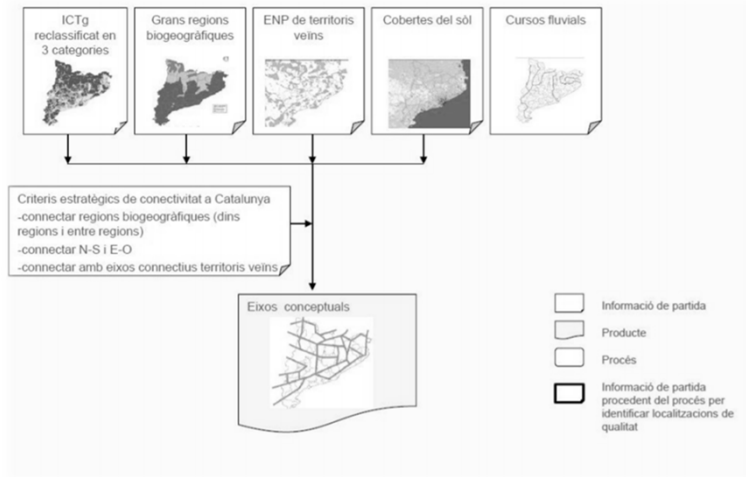 ICTg
reclassificat en
3 categories
Grans regions
biogeogràfiques
ENP de territoris
veïns
Cobertes del sòl
Cursos fluvials
Criteris estratègics de conectivitat a Catalunya
-connectar regions biogeogràfiques (dins
regions i entre regions)
-connectar N-S i E-O
-connectar amb eixos connectius territoris veïns
Eixos conceptuals
Informació de partida
Producte
Procés
Informació de partida
procedent del procés per
identificar localitzacions de
qualitat